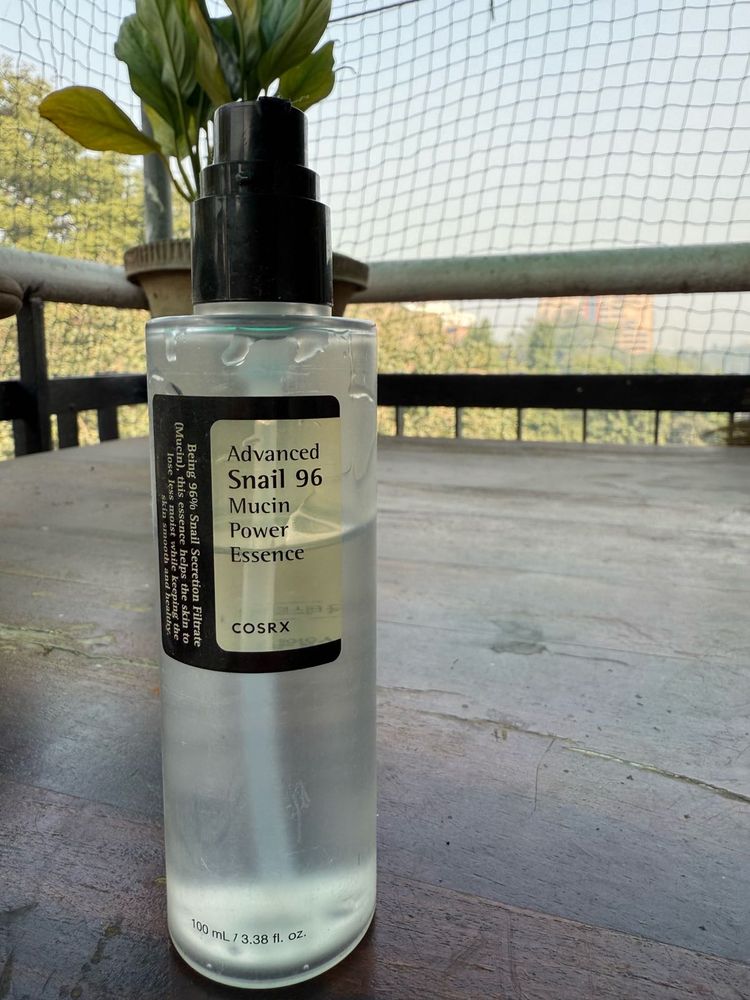 Advanced
Snail 96
Mucin
Power
Essence
COSRX
Being 96% Snail Secretion Filtrate
(Mucin), this essence helps the skin to
lose less moist while keeping the
skin smooth and healthy.
100 mL / 3.38 fl. oz.